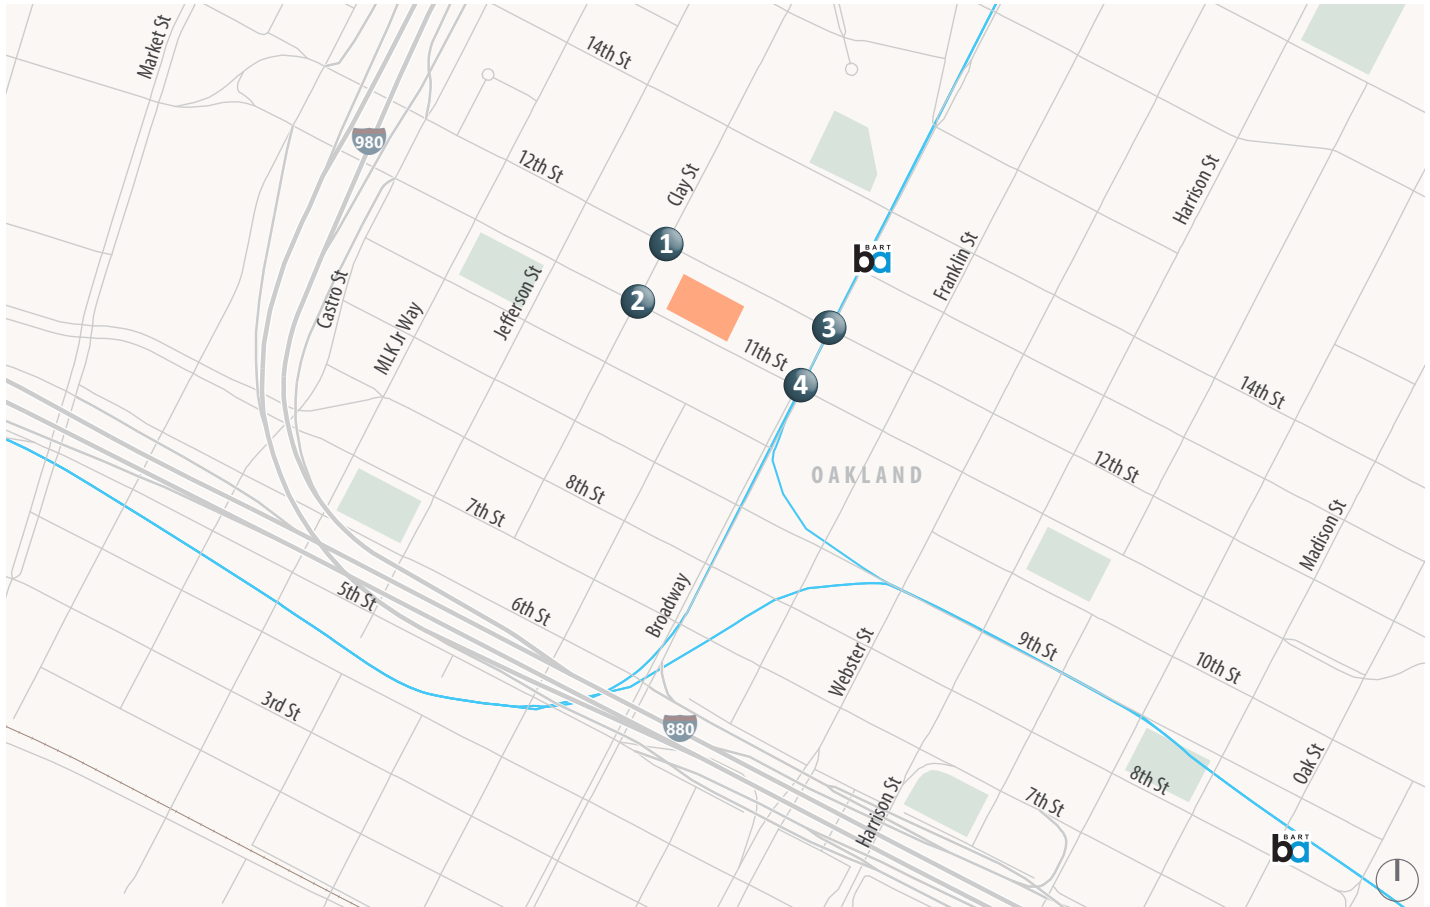 Market St
14th St
980
12th St
Clay St
Harrison St
1
BART
ba
Franklin St
Castro St
MLK Jr Way
Jefferson St
2
3
11th St
4
14th St
OAKLAND
12th St
8th St
7th St
Madison St
5th St
6th St
Broadway
Webster St
9th St
10th St
3rd St
880
Harrison St
7th St
8th St
Oak St
BART
ba